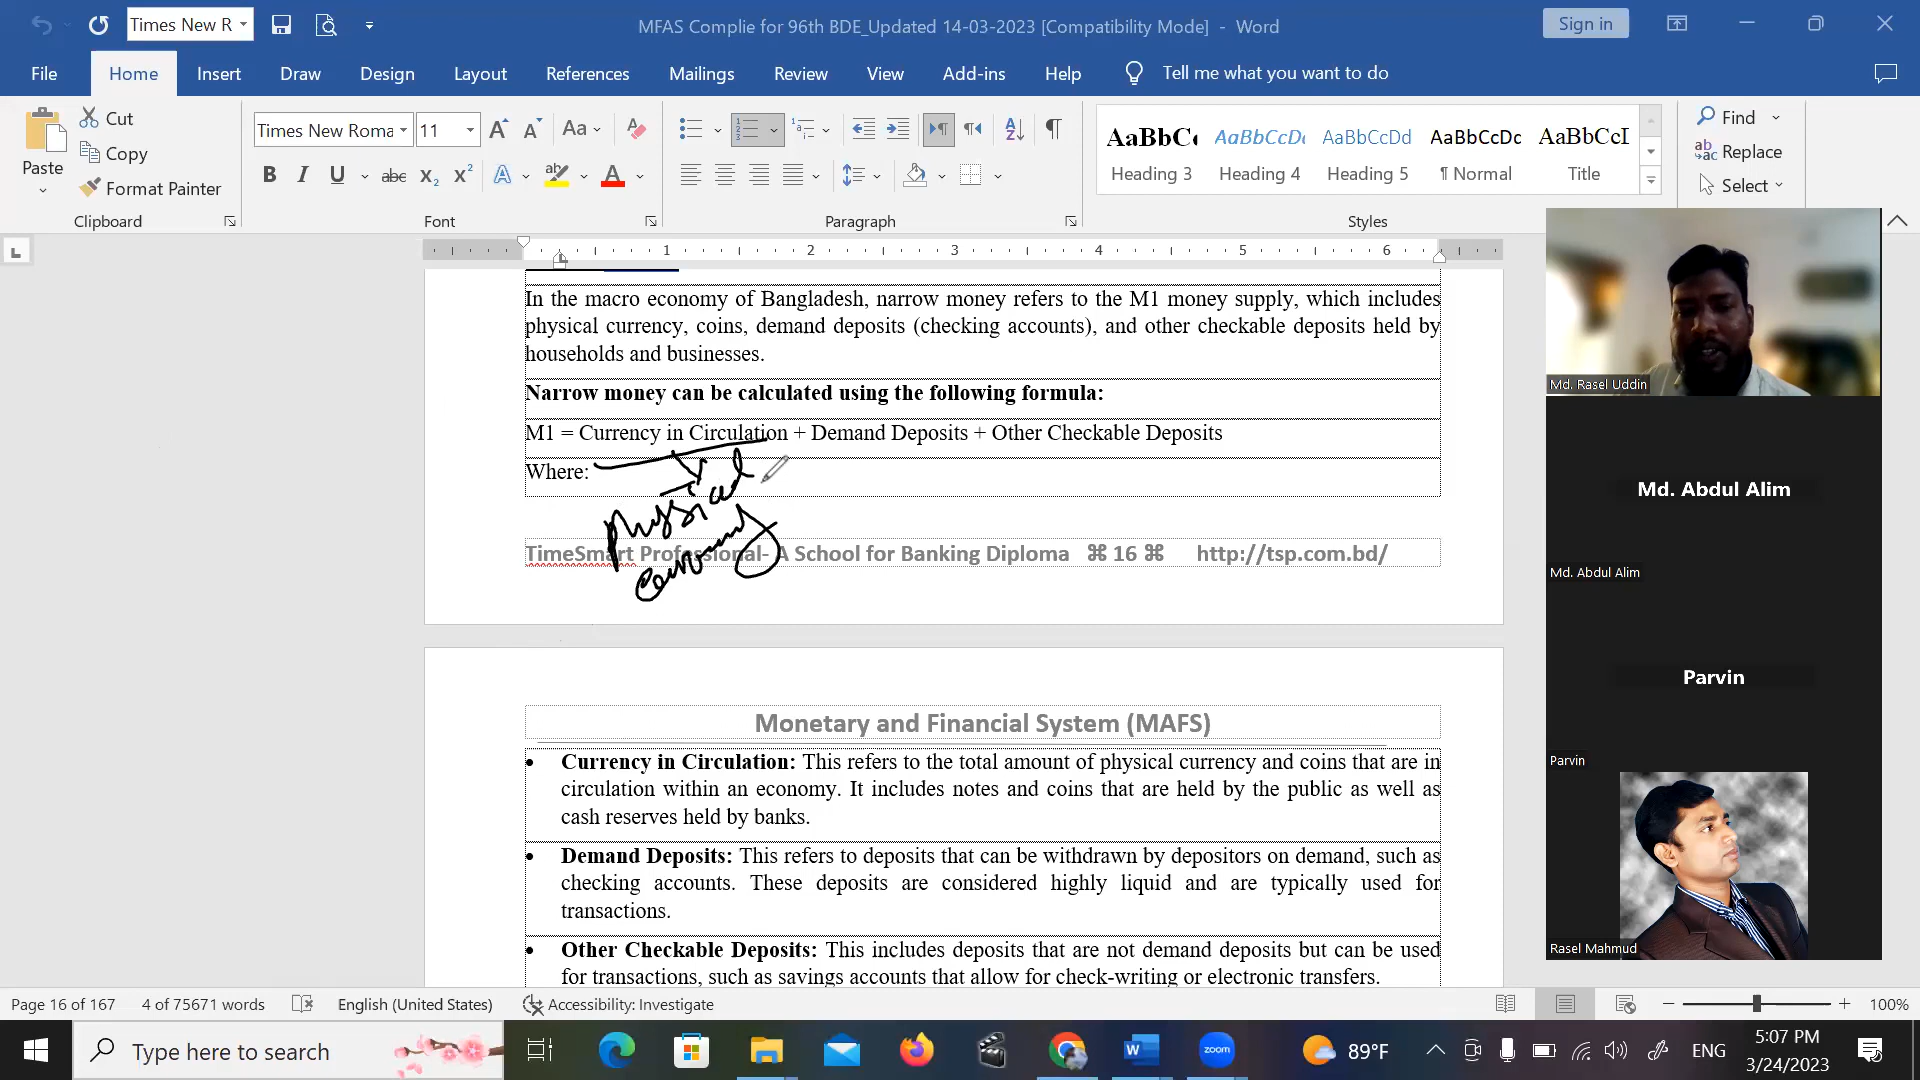 Times New R
MFAS Complie for 96th BDE_Updated 14-03-2023 [Compatibility Mode] - Word
Sign in
File Home Insert Draw Design Layout References Mailings Review View Add-ins Help Tell me what you want to do
Paste
Cut
Copy
Format Painter
Clipboard
Times New Roma 11
Font
Paragraph
AaBbCc AaBbCcDc AaBbCcDd AaBbCcDc AaBbCcI
Heading 3 Heading 4 Heading 5 ¶ Normal Title
Styles
Find
Replace
Select
1 2 3 4 5 6
In the macro economy of Bangladesh, narrow money refers to the M1 money supply, which includes
physical currency, coins, demand deposits (checking accounts), and other checkable deposits held by
households and businesses.
Narrow money can be calculated using the following formula:
M1 = Currency in Circulation + Demand Deposits + Other Checkable Deposits
Where:
physical
currency
TimeSmart Professional- A School for Banking Diploma ⌘ 16 ⌘ http://tsp.com.bd/
Monetary and Financial System (MAFS)
• Currency in Circulation: This refers to the total amount of physical currency and coins that are in
circulation within an economy. It includes notes and coins that are held by the public as well as
cash reserves held by banks.
• Demand Deposits: This refers to deposits that can be withdrawn by depositors on demand, such as
checking accounts. These deposits are considered highly liquid and are typically used for
transactions.
• Other Checkable Deposits: This includes deposits that are not demand deposits but can be used
for transactions, such as savings accounts that allow for check-writing or electronic transfers.
Md. Rasel Uddin
Md. Abdul Alim
Md. Abdul Alim
Parvin
Parvin
Rasel Mahmud
Page 16 of 167 4 of 75671 words English (United States) Accessibility: Investigate 100%
Type here to search
zoom
89°F
ENG
5:07 PM
3/24/2023